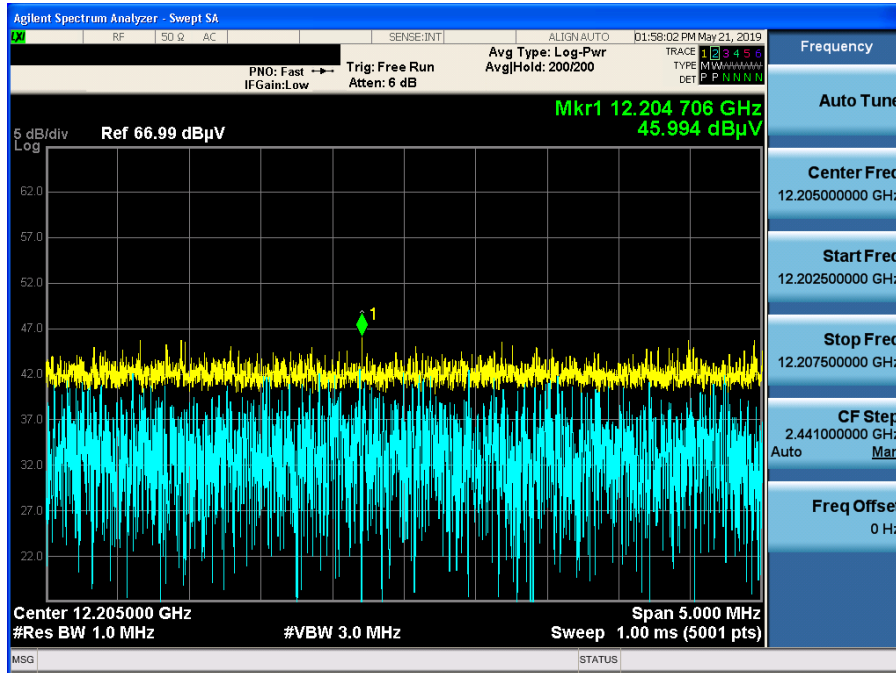 Agilent Spectrum Analyzer - Swept SA
LXI RF 50 Ω AC SENSE:INT ALIGN AUTO 01:58:02 PM May 21, 2019
PNO: Fast
IFGain:Low
Trig: Free Run
Atten: 6 dB
Avg Type: Log-Pwr
Avg|Hold: 200/200
TRACE 1 2 3 4 5 6
TYPE M
DET P P N N N N
Mkr1 12.204 706 GHz
45.994 dBµV
5 dB/div Ref 66.99 dBµV
Log
62.0
57.0
52.0
47.0
42.0
37.0
32.0
27.0
22.0
1
Center 12.205000 GHz Span 5.000 MHz
#Res BW 1.0 MHz #VBW 3.0 MHz Sweep 1.00 ms (5001 pts)
MSG STATUS
Frequency
Auto Tune
Center Freq
12.205000000 GHz
Start Freq
12.202500000 GHz
Stop Freq
12.207500000 GHz
CF Step
2.441000000 GHz
Auto Man
Freq Offset
0 Hz